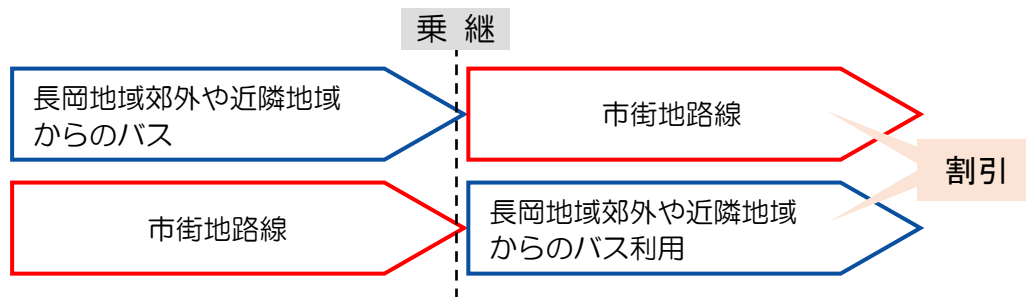 乗 継
長岡地域郊外や近隣地域
からのバス
市街地路線
割引
市街地路線
長岡地域郊外や近隣地域
からのバス利用